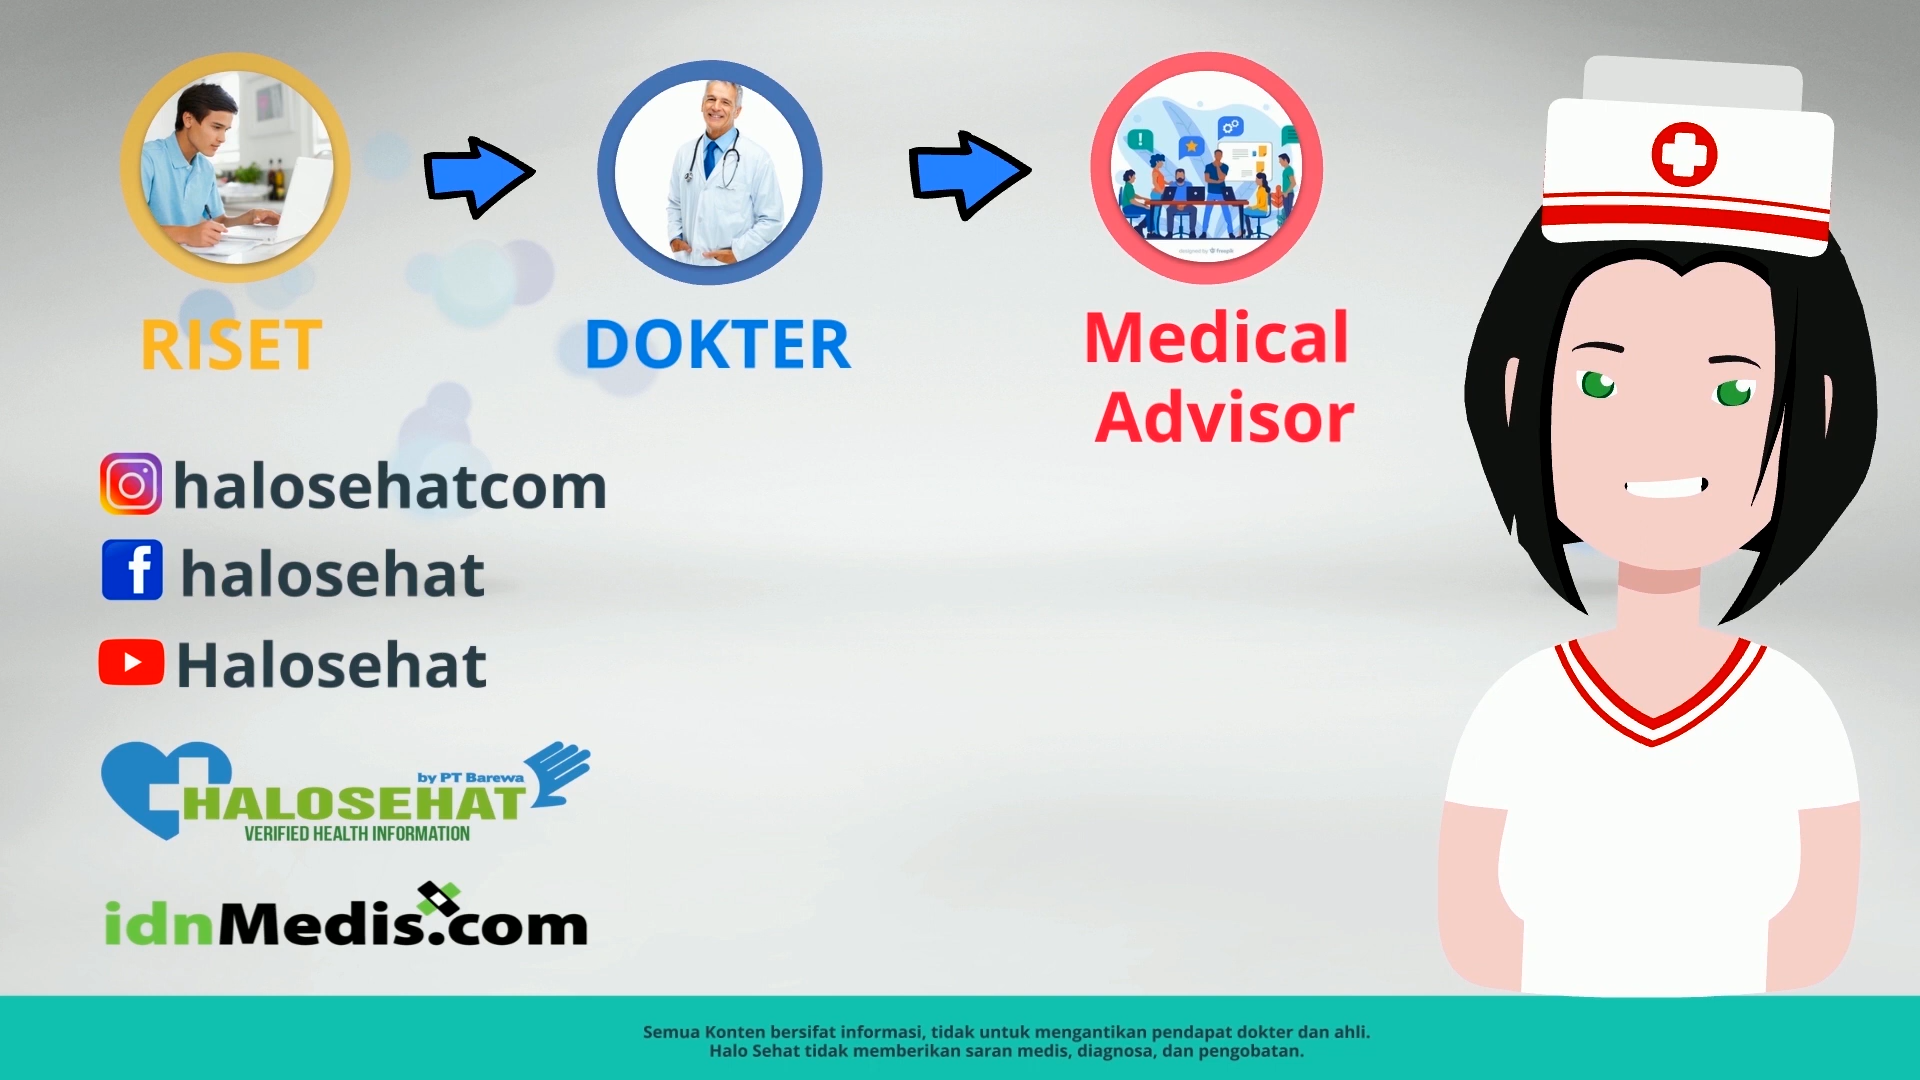 RISET
DOKTER
Medical
Advisor
halosehatcom
halosehat
Halosehat
by PT Barewa
HALOSEHAT
VERIFIED HEALTH INFORMATION
idnMedis.com
Semua Konten bersifat informasi, tidak untuk mengantikan pendapat dokter dan ahli.
Halo Sehat tidak memberikan saran medis, diagnosa, dan pengobatan.